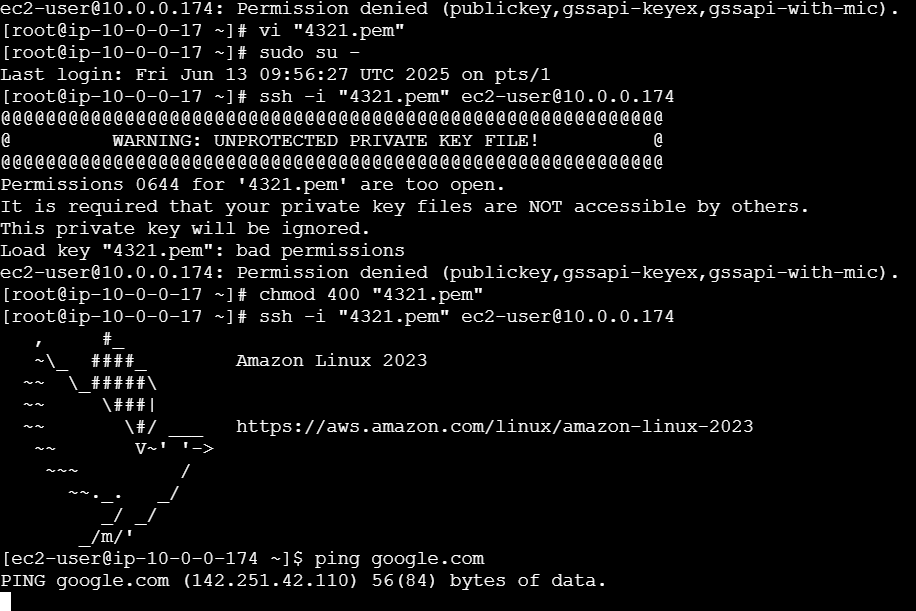 ec2-user@10.0.0.174: Permission denied (publickey,gssapi-keyex,gssapi-with-mic).
[root@ip-10-0-0-17 ~]# vi "4321.pem"
[root@ip-10-0-0-17 ~]# sudo su -
Last login: Fri Jun 13 09:56:27 UTC 2025 on pts/1
[root@ip-10-0-0-17 ~]# ssh -i "4321.pem" ec2-user@10.0.0.174
@@@@@@@@@@@@@@@@@@@@@@@@@@@@@@@@@@@@@@@@@@@@@@@@@@@@@@@@@@@
@         WARNING: UNPROTECTED PRIVATE KEY FILE!          @
@@@@@@@@@@@@@@@@@@@@@@@@@@@@@@@@@@@@@@@@@@@@@@@@@@@@@@@@@@@
Permissions 0644 for '4321.pem' are too open.
It is required that your private key files are NOT accessible by others.
This private key will be ignored.
Load key "4321.pem": bad permissions
ec2-user@10.0.0.174: Permission denied (publickey,gssapi-keyex,gssapi-with-mic).
[root@ip-10-0-0-17 ~]# chmod 400 "4321.pem"
[root@ip-10-0-0-17 ~]# ssh -i "4321.pem" ec2-user@10.0.0.174
   ,     #_
   ~\_  ####_        Amazon Linux 2023
  ~~  \_#####\
  ~~     \###|
  ~~       \#/ ___   https://aws.amazon.com/linux/amazon-linux-2023
   ~~       V~' '->
    ~~~         /
      ~~._.   _/
         _/ _/
       _/m/'
[ec2-user@ip-10-0-0-174 ~]$ ping google.com
PING google.com (142.251.42.110) 56(84) bytes of data.